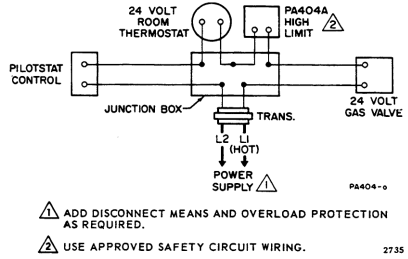 24 VOLT
ROOM
THERMOSTAT
PA404A
HIGH
LIMIT
2
PILOTSTAT
CONTROL
JUNCTION BOX
TRANS.
24 VOLT
GAS VALVE
L2 L1
(HOT)
POWER
SUPPLY 1
PA404-a
1 ADD DISCONNECT MEANS AND OVERLOAD PROTECTION
AS REQUIRED.
2 USE APPROVED SAFETY CIRCUIT WIRING.
2735